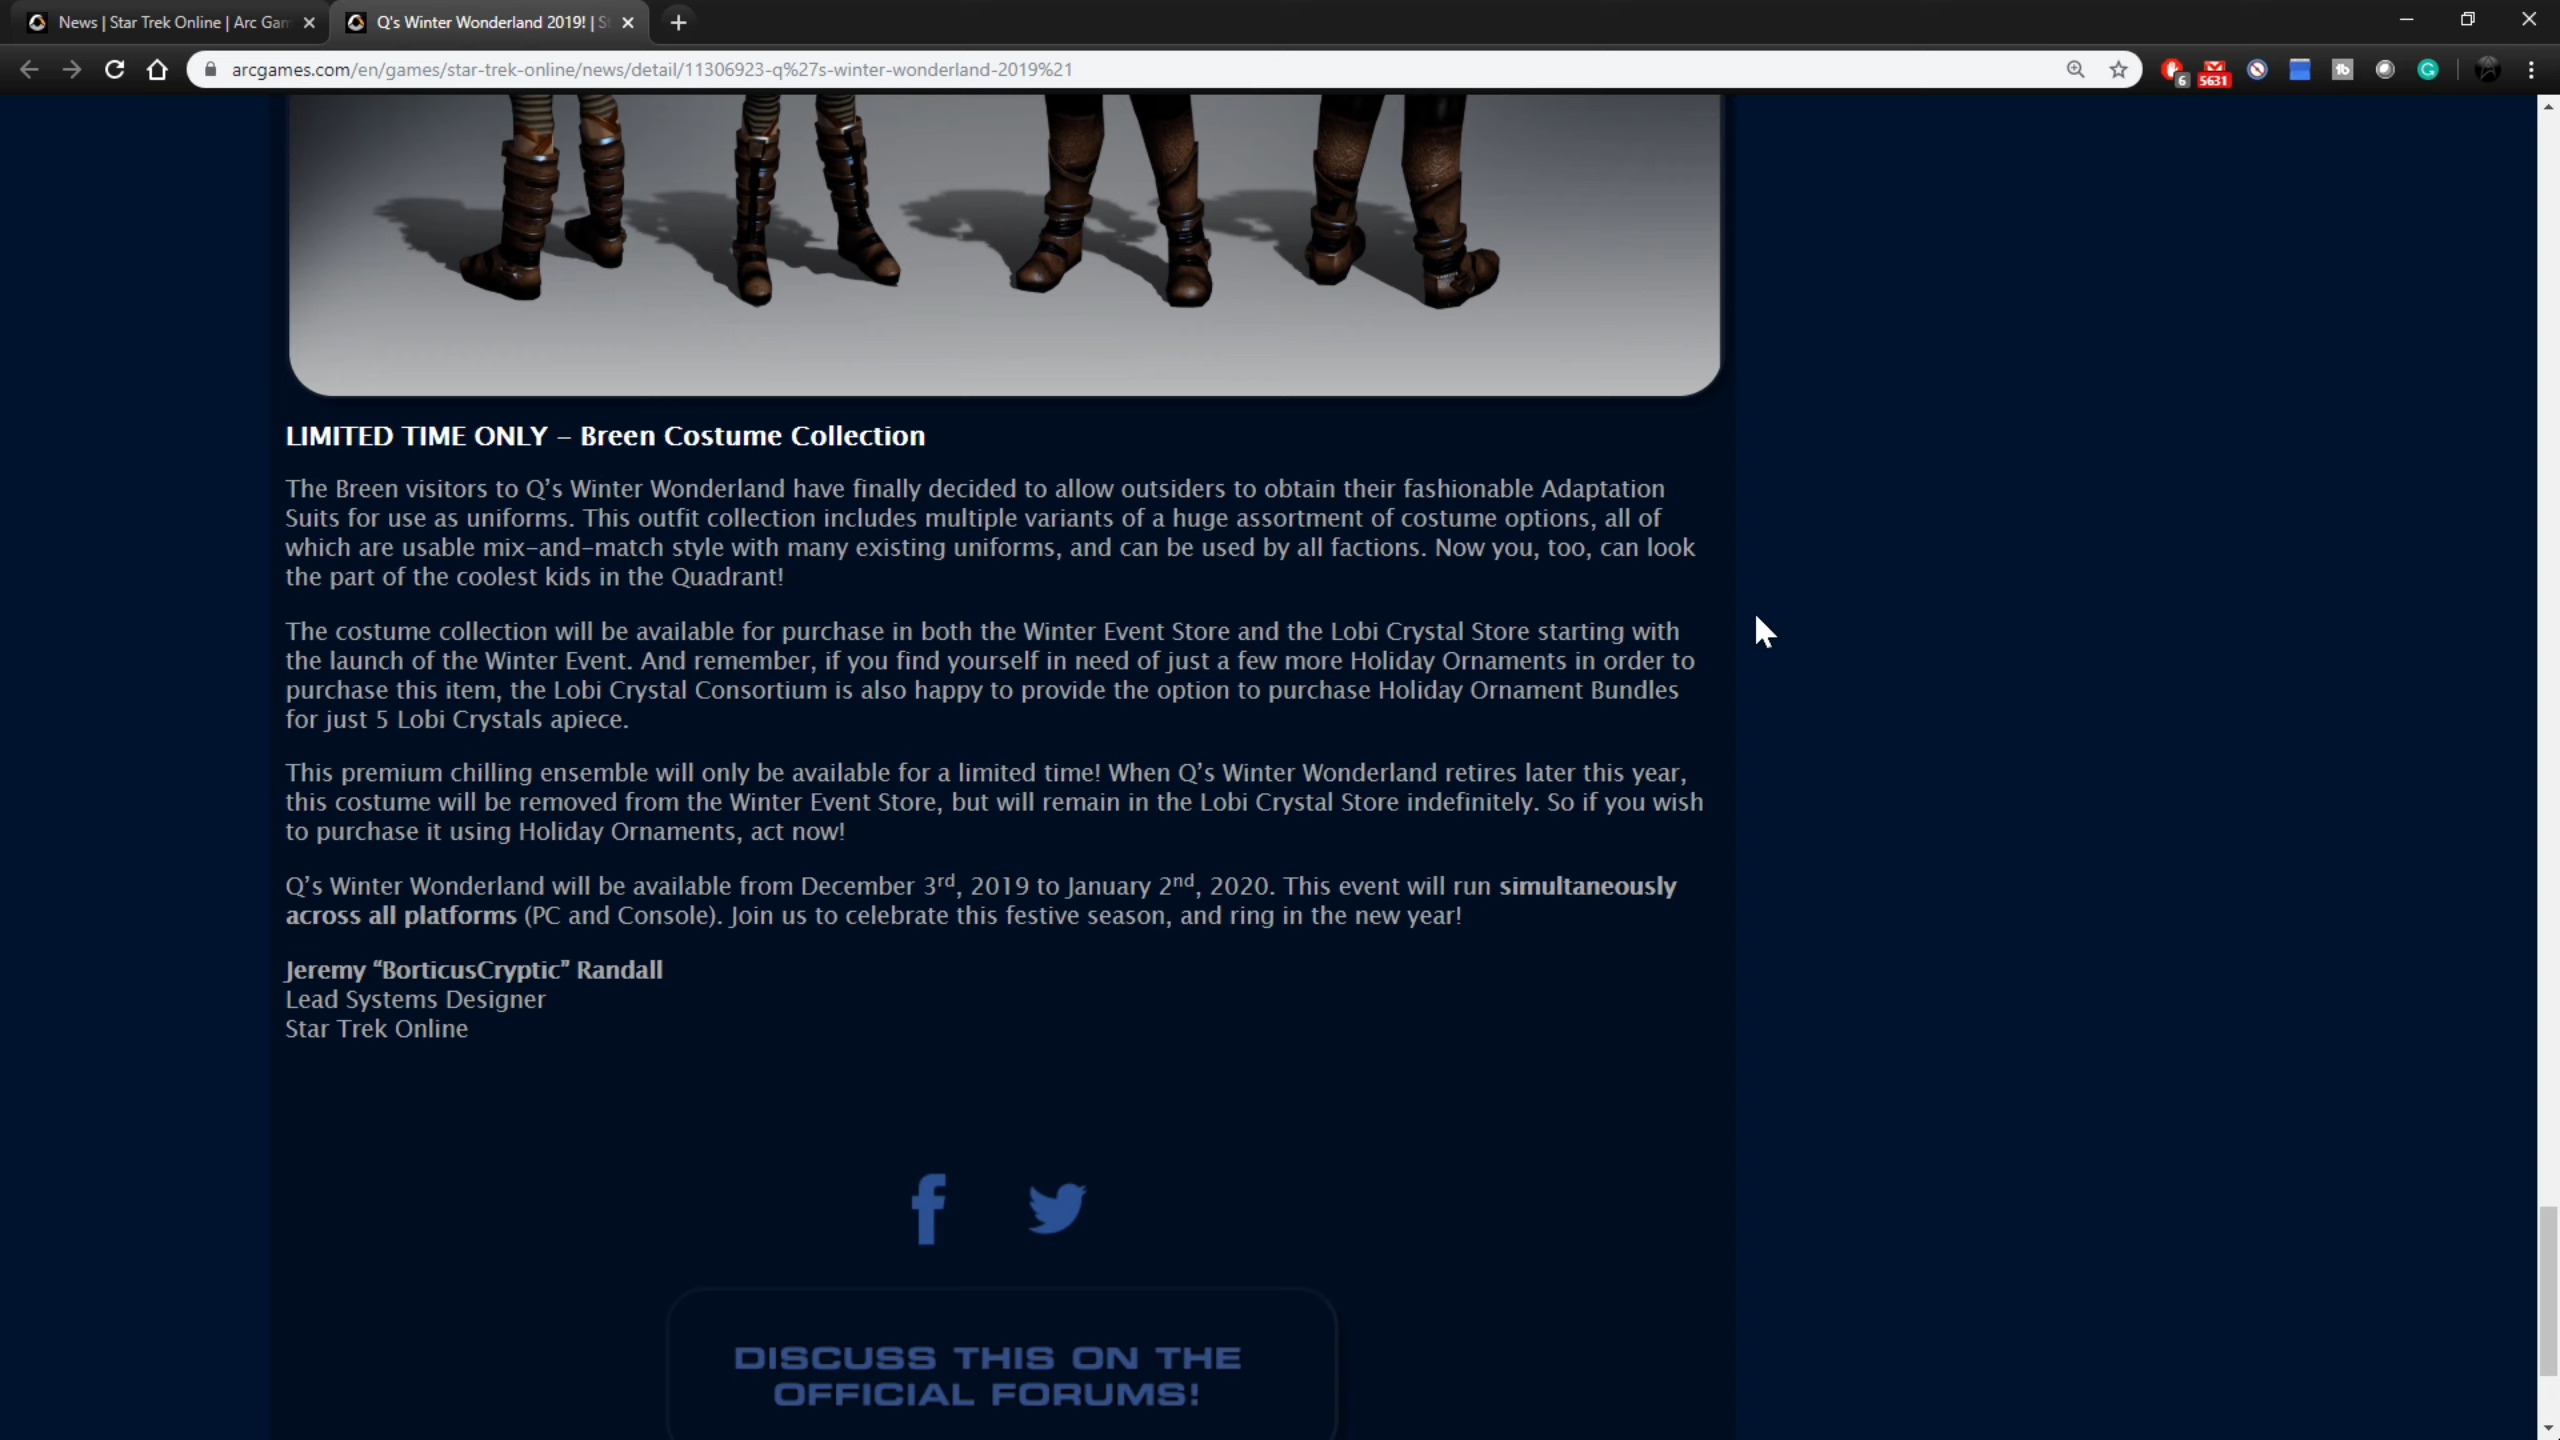 News | Star Trek Online | Arc Gam
Q's Winter Wonderland 2019! | S
arcgames.com/en/games/star-trek-online/news/detail/11306923-q%27s-winter-wonderland-2019%21
6
5631
tb
G
LIMITED TIME ONLY – Breen Costume Collection
The Breen visitors to Q’s Winter Wonderland have finally decided to allow outsiders to obtain their fashionable Adaptation
Suits for use as uniforms. This outfit collection includes multiple variants of a huge assortment of costume options, all of
which are usable mix-and-match style with many existing uniforms, and can be used by all factions. Now you, too, can look
the part of the coolest kids in the Quadrant!
The costume collection will be available for purchase in both the Winter Event Store and the Lobi Crystal Store starting with
the launch of the Winter Event. And remember, if you find yourself in need of just a few more Holiday Ornaments in order to
purchase this item, the Lobi Crystal Consortium is also happy to provide the option to purchase Holiday Ornament Bundles
for just 5 Lobi Crystals apiece.
This premium chilling ensemble will only be available for a limited time! When Q’s Winter Wonderland retires later this year,
this costume will be removed from the Winter Event Store, but will remain in the Lobi Crystal Store indefinitely. So if you wish
to purchase it using Holiday Ornaments, act now!
Q’s Winter Wonderland will be available from December 3rd, 2019 to January 2nd, 2020. This event will run simultaneously
across all platforms (PC and Console). Join us to celebrate this festive season, and ring in the new year!
Jeremy “BorticusCryptic” Randall
Lead Systems Designer
Star Trek Online
DISCUSS THIS ON THE
OFFICIAL FORUMS!